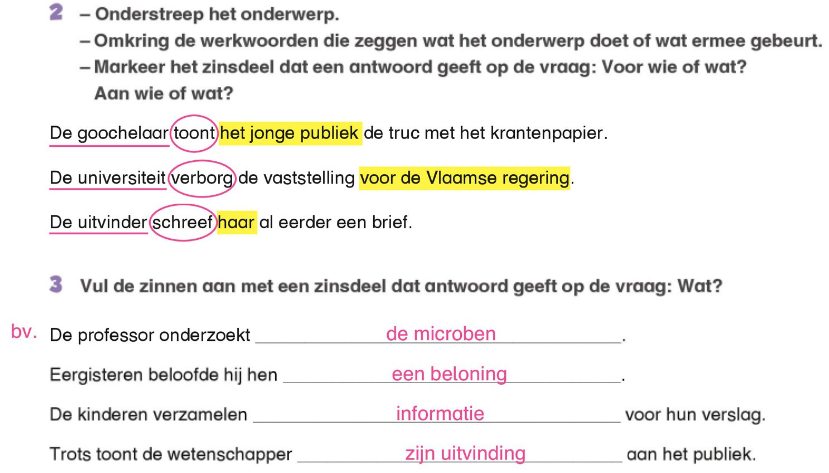 2 – Onderstreep het onderwerp.
– Omkring de werkwoorden die zeggen wat het onderwerp doet of wat ermee gebeurt.
– Markeer het zinsdeel dat een antwoord geeft op de vraag: Voor wie of wat?
Aan wie of wat?
De goochelaar toont het jonge publiek de truc met het krantenpapier.
De universiteit verborg de vaststelling voor de Vlaamse regering.
De uitvinder schreef haar al eerder een brief.
3 Vul de zinnen aan met een zinsdeel dat antwoord geeft op de vraag: Wat?
bv. De professor onderzoekt de microben.
Eergisteren beloofde hij hen een beloning.
De kinderen verzamelen informatie voor hun verslag.
Trots toont de wetenschapper zijn uitvinding aan het publiek.